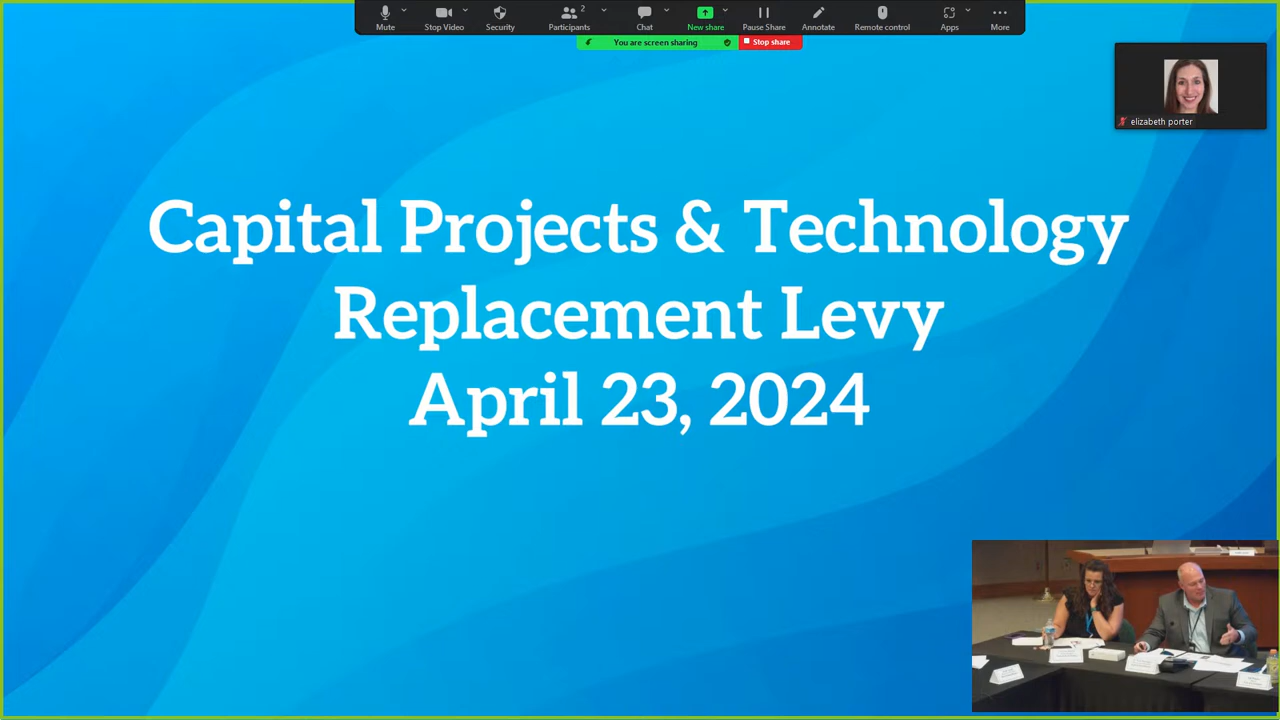 Mute
Stop Video
Security
Participants
2
Chat
New share
Pause Share
Annotate
Remote control
Apps
More
You are screen sharing
Stop share
elizabeth porter
Capital Projects & Technology
Replacement Levy
April 23, 2024